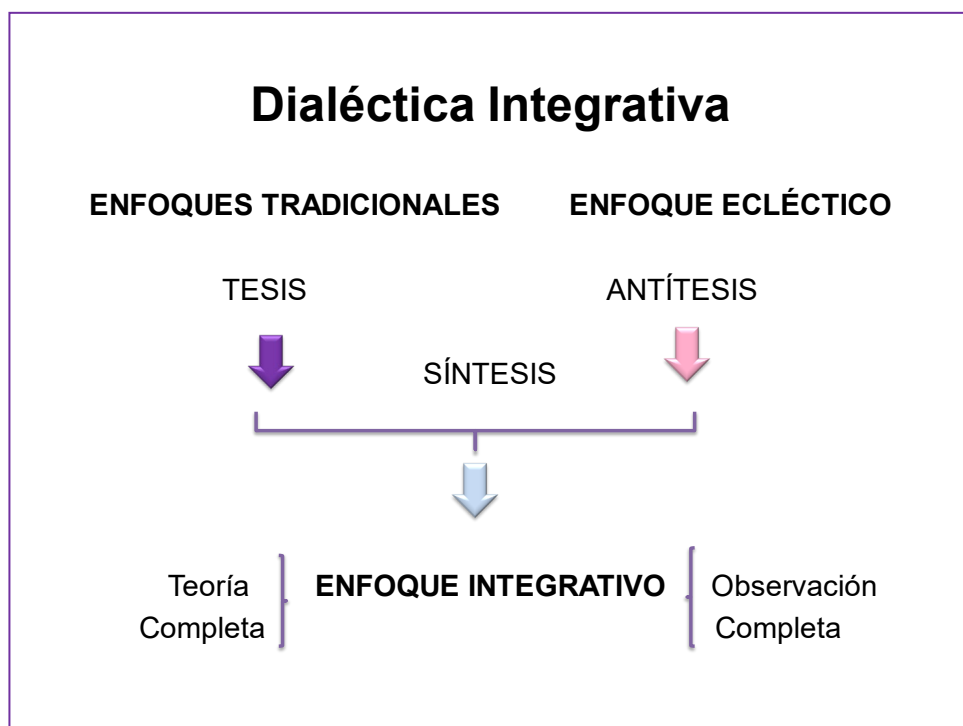 Dialéctica Integrativa
ENFOQUES TRADICIONALES ENFOQUE ECLÉCTICO
TESIS ANTÍTESIS
SÍNTESIS
Teoría ENFOQUE INTEGRATIVO Observación
Completa Completa